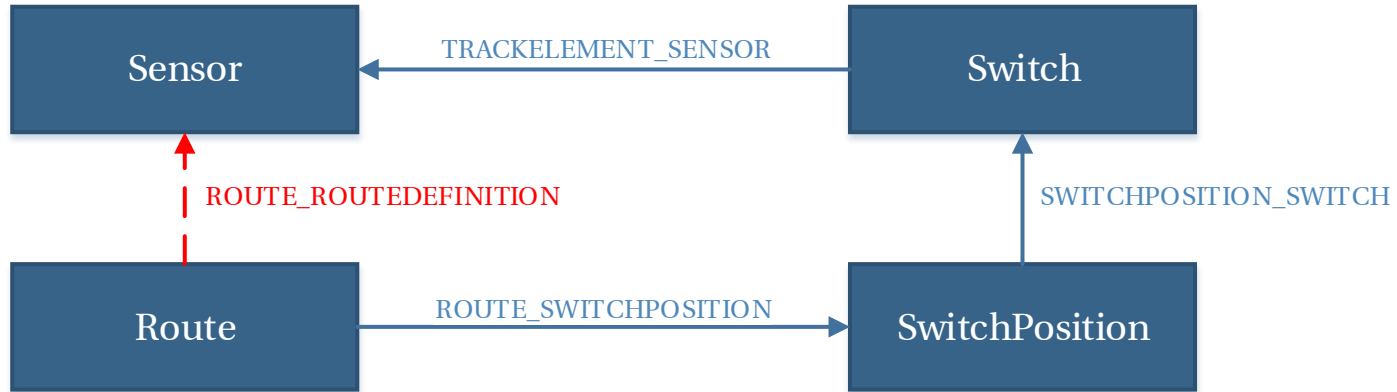 Sensor
TRACKELEMENT_SENSOR
Switch
ROUTE_ROUTEDEFINITION
SWITCHPOSITION_SWITCH
Route
ROUTE_SWITCHPOSITION
SwitchPosition